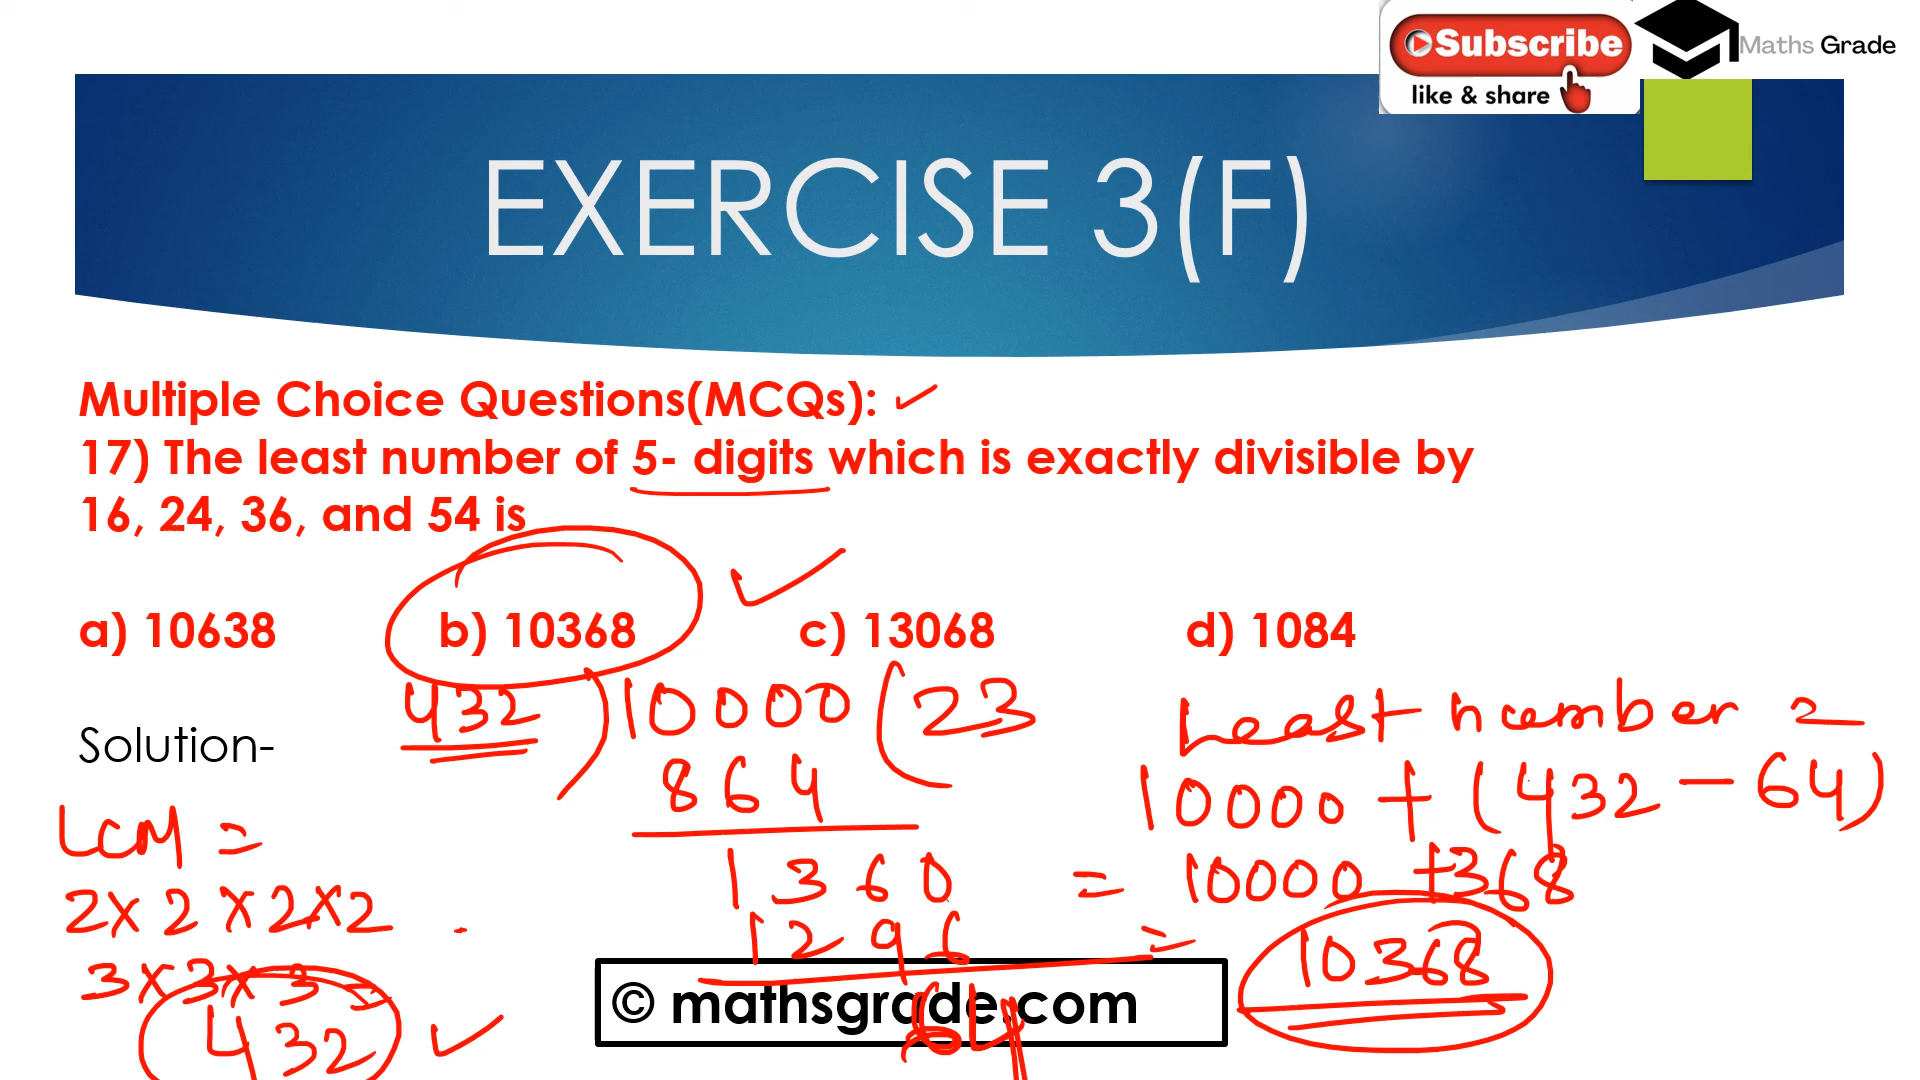 Subscribe
like & share
Maths Grade
EXERCISE 3(F)
Multiple Choice Questions(MCQs):
17) The least number of 5- digits which is exactly divisible by
16, 24, 36, and 54 is
a) 10638 b) 10368 c) 13068 d) 1084
Solution-
LCM =
2×2×2×2
3×3×3 =
432
432 ) 10000 ( 23
864
1360
1296
64
Least number =
10000 + (432 - 64)
= 10000 + 368
= 10368
© mathsgrade.com